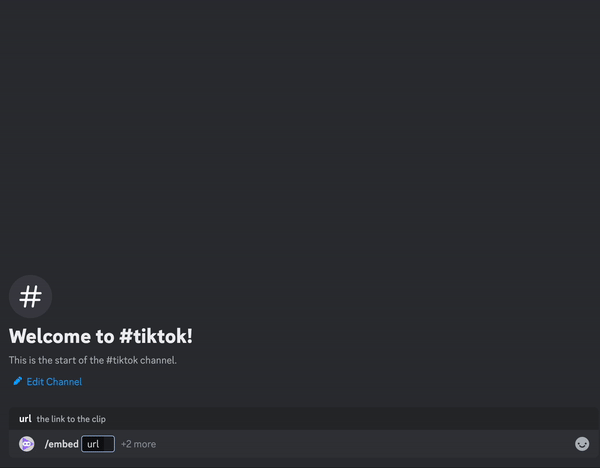 #
Welcome to #tiktok!
This is the start of the #tiktok channel.
Edit Channel
url the link to the clip
/embed url +2 more